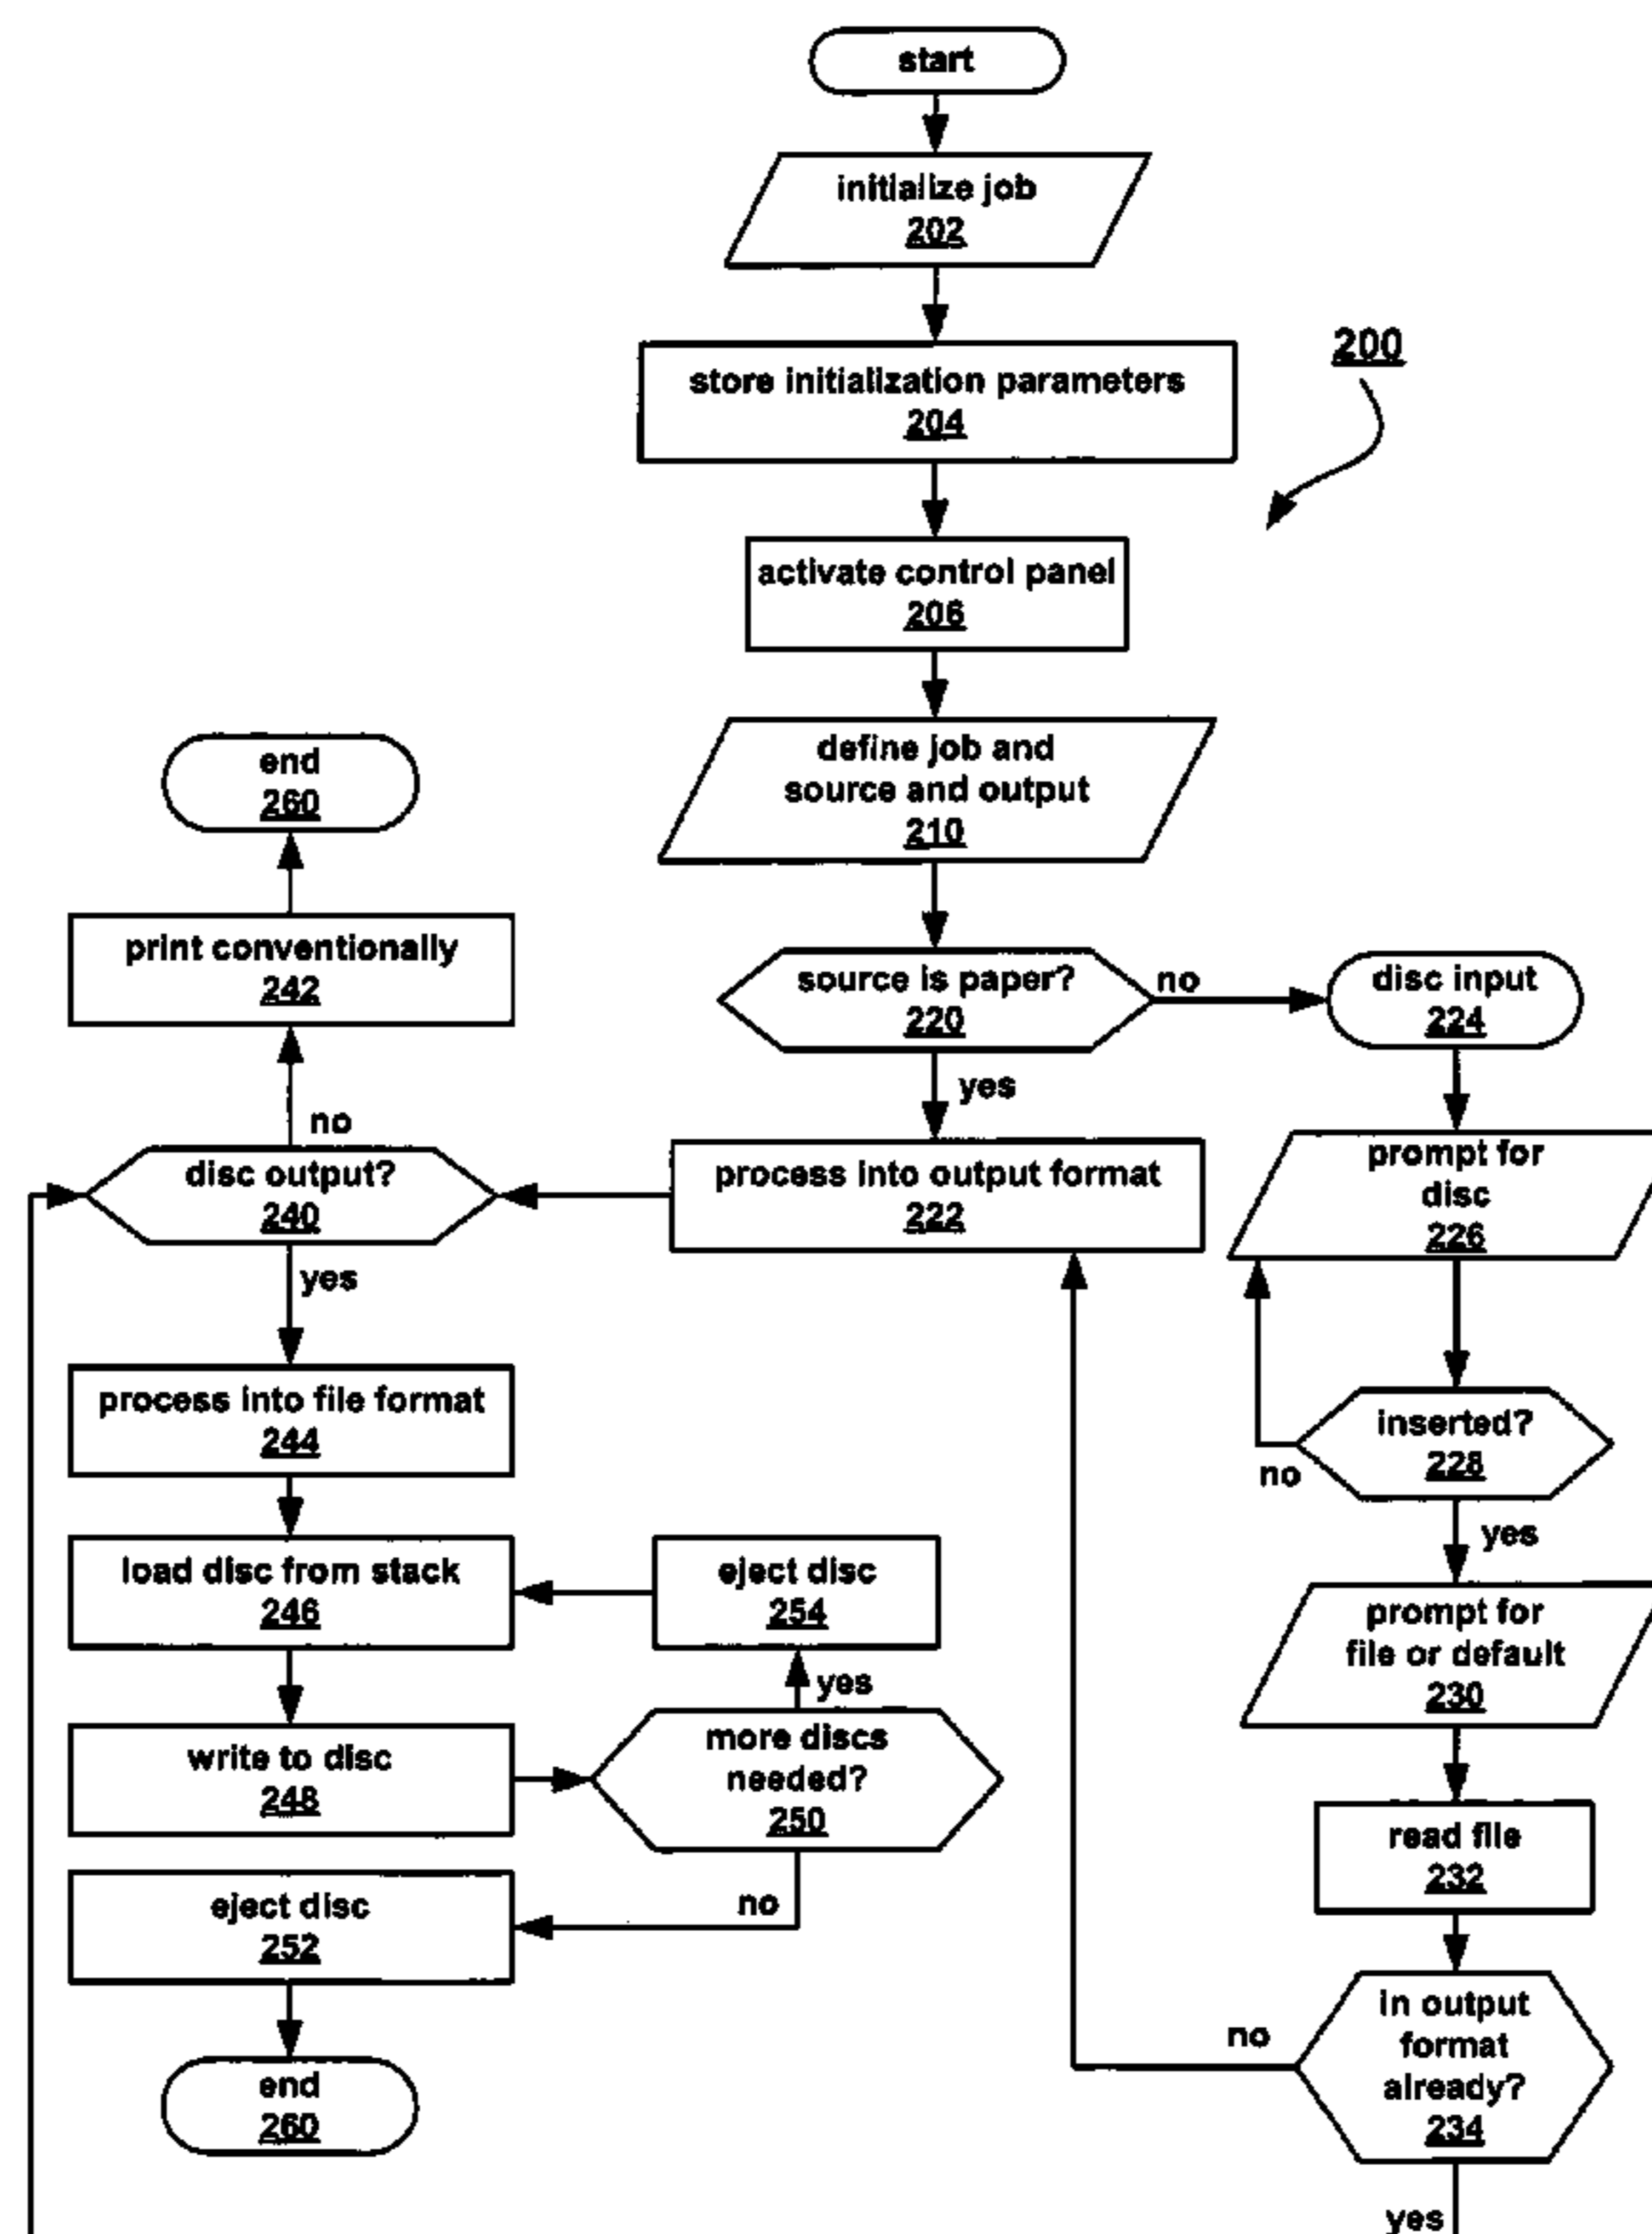 start
initialize job
202
store initialization parameters
204
200
activate control panel
206
define job and
source and output
210
end
260
print conventionally
242
source is paper?
220
no
disc input
224
yes
no
disc output?
240
process into output format
222
prompt for
disc
226
yes
process into file format
244
inserted?
228
no
yes
load disc from stack
246
eject disc
254
prompt for
file or default
230
yes
write to disc
248
more discs
needed?
250
read file
232
eject disc
252
no
in output
format
already?
234
no
end
260
yes